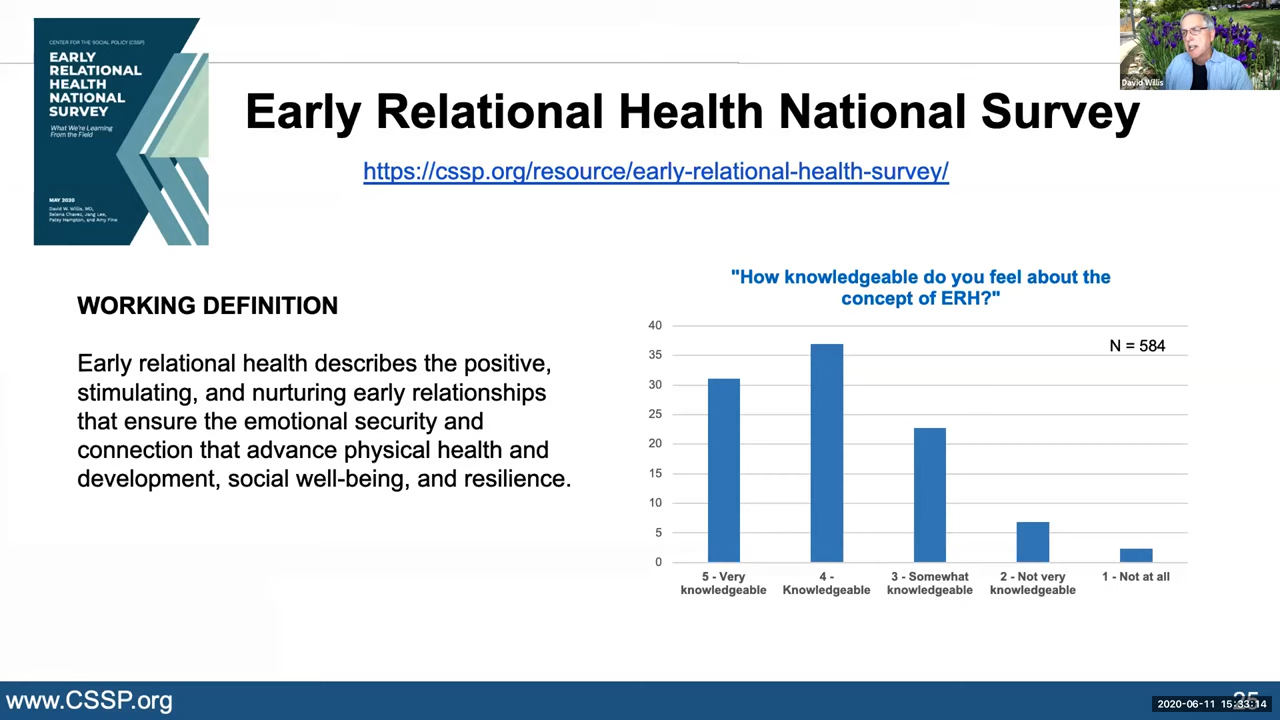 CENTER FOR THE SOCIAL POLICY (CSSP)
EARLY
RELATIONAL
HEALTH
NATIONAL
SURVEY
What We're Learning
From the Field
MAY 2020
David W. Willis, MD,
Selena Chavez, Jang Lee,
Patsy Hampton, and Amy Fine
David Willis
Early Relational Health National Survey
https://cssp.org/resource/early-relational-health-survey/
WORKING DEFINITION
Early relational health describes the positive,
stimulating, and nurturing early relationships
that ensure the emotional security and
connection that advance physical health and
development, social well-being, and resilience.
"How knowledgeable do you feel about the
concept of ERH?"
N = 584
40
35
30
25
20
15
10
5
0
5 - Very
knowledgeable
4 -
Knowledgeable
3 - Somewhat
knowledgeable
2 - Not very
knowledgeable
1 - Not at all
www.CSSP.org
25
2020-06-11 15:33:14